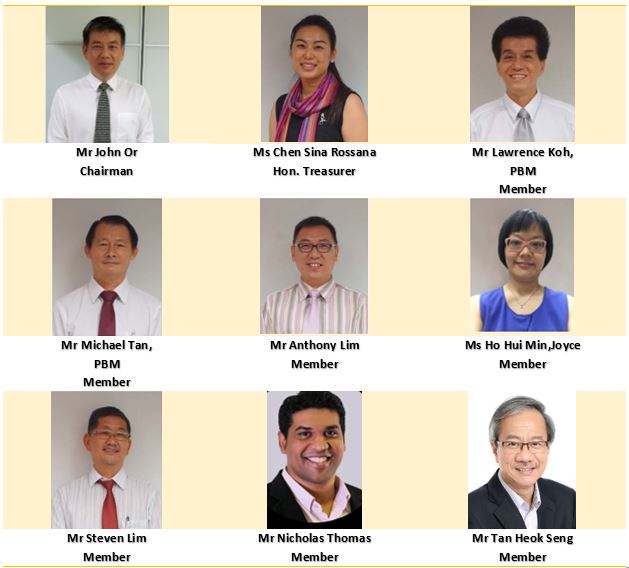 Mr John Or
Chairman
Ms Chen Sina Rossana
Hon. Treasurer
Mr Lawrence Koh,
PBM
Member
Mr Michael Tan,
PBM
Member
Mr Anthony Lim
Member
Ms Ho Hui Min,Joyce
Member
Mr Steven Lim
Member
Mr Nicholas Thomas
Member
Mr Tan Heok Seng
Member